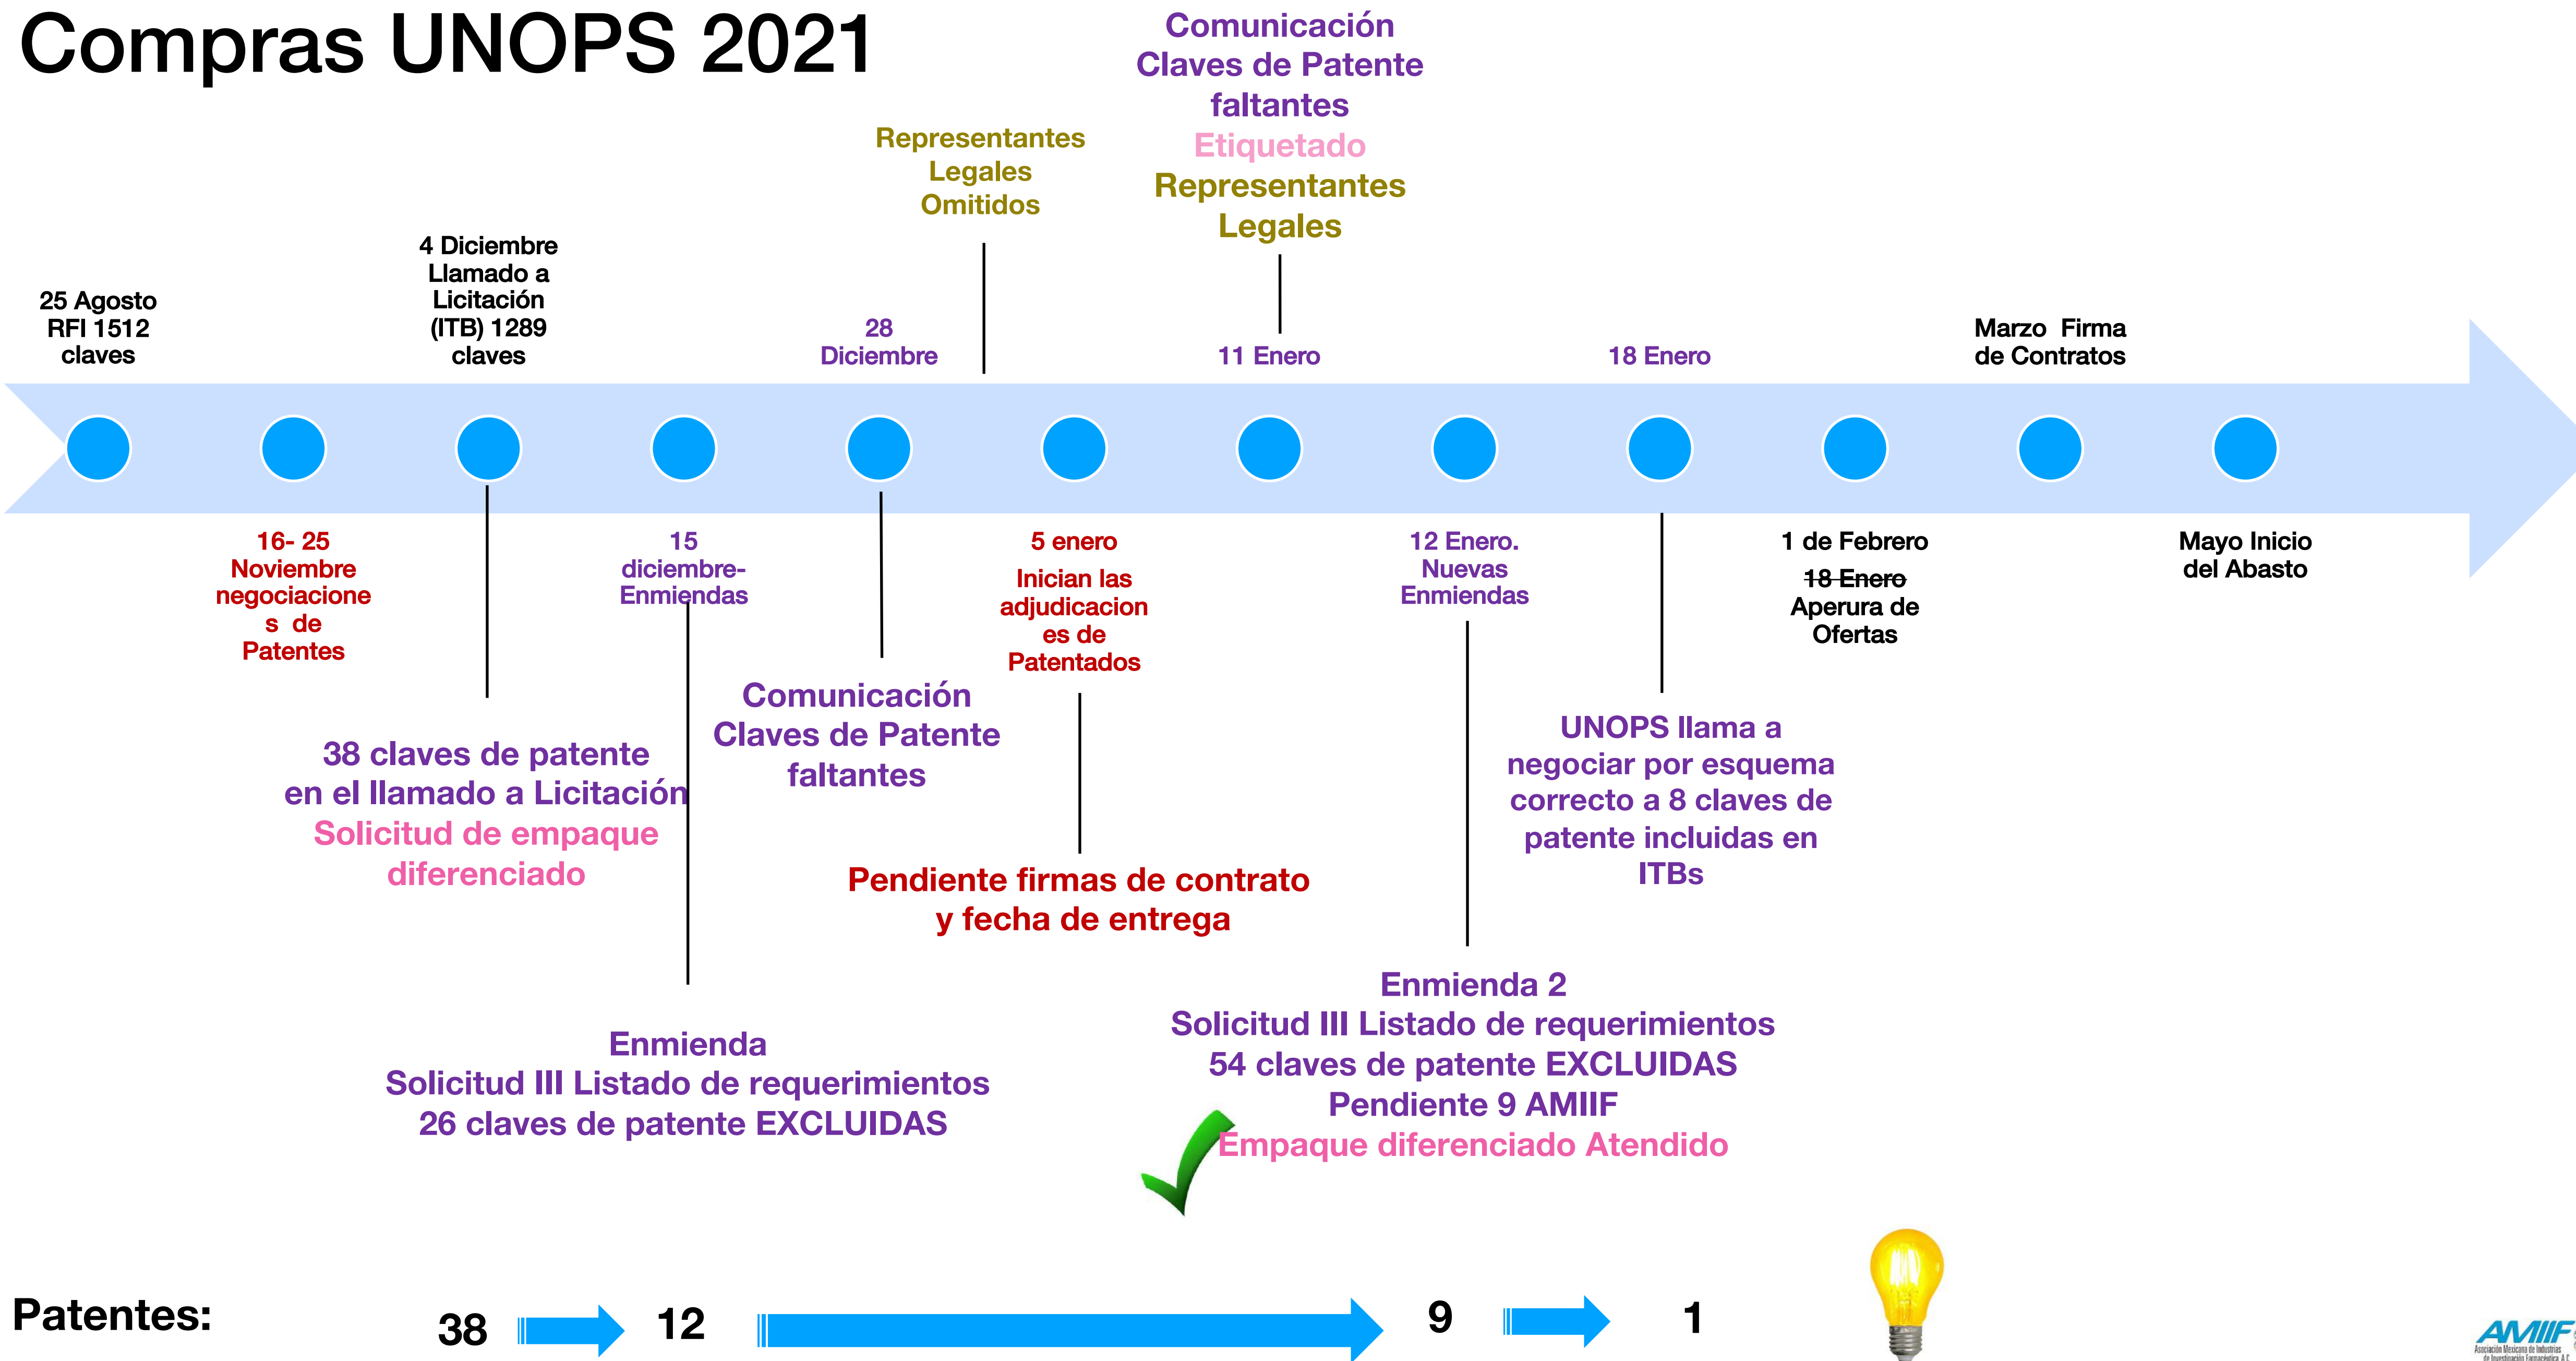 Compras UNOPS 2021
25 Agosto
RFI 1512
claves
16- 25
Noviembre
negociacione
s de
Patentes
4 Diciembre
Llamado a
Licitación
(ITB) 1289
claves
38 claves de patente
en el llamado a Licitación
Solicitud de empaque
diferenciado
15
diciembre-
Enmiendas
Enmienda
Solicitud III Listado de requerimientos
26 claves de patente EXCLUIDAS
28
Diciembre
Comunicación
Claves de Patente
faltantes
Representantes
Legales
Omitidos
5 enero
Inician las
adjudicacion
es de
Patentados
Pendiente firmas de contrato
y fecha de entrega
Comunicación
Claves de Patente
faltantes
Etiquetado
Representantes
Legales
11 Enero
12 Enero.
Nuevas
Enmiendas
Enmienda 2
Solicitud III Listado de requerimientos
54 claves de patente EXCLUIDAS
Pendiente 9 AMIIF
Empaque diferenciado Atendido
18 Enero
UNOPS llama a
negociar por esquema
correcto a 8 claves de
patente incluidas en
ITBs
1 de Febrero
18 Enero
Aperura de
Ofertas
Marzo Firma
de Contratos
Mayo Inicio
del Abasto
Patentes:
38
12
9
1
AMIIF
Asociación Mexicana de Industrias
de Investigación Farmacéutica, A.C.